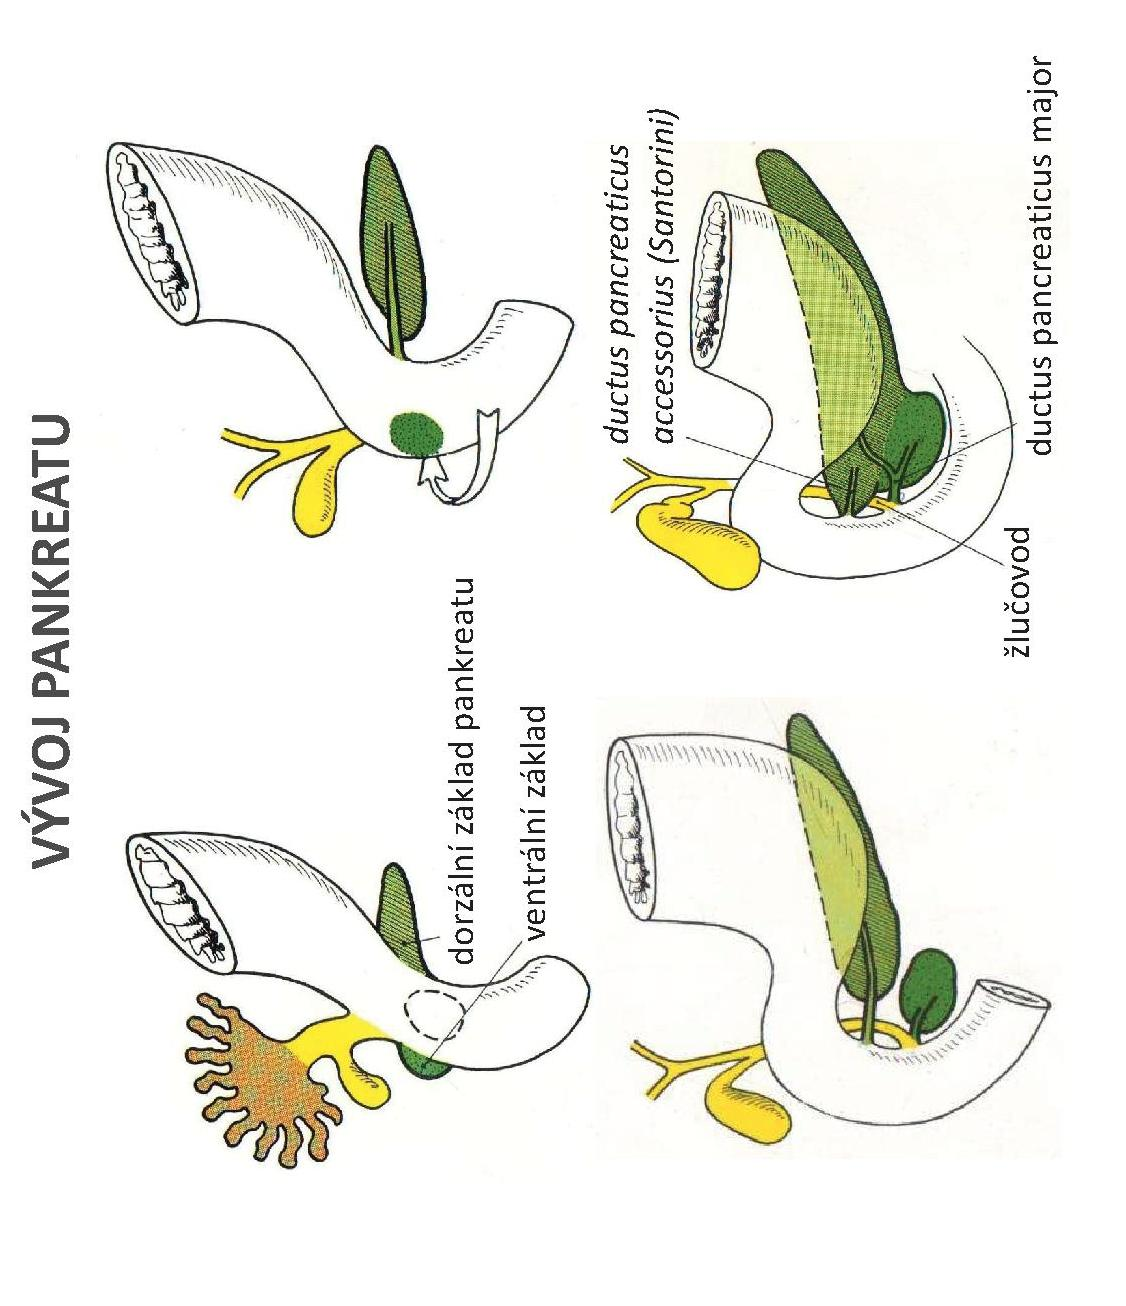 VÝVOJ PANKREATU
dorzální základ pankreatu
ventrální základ
ductus pancreaticus
accessorius (Santorini)
žlučovod
ductus pancreaticus major